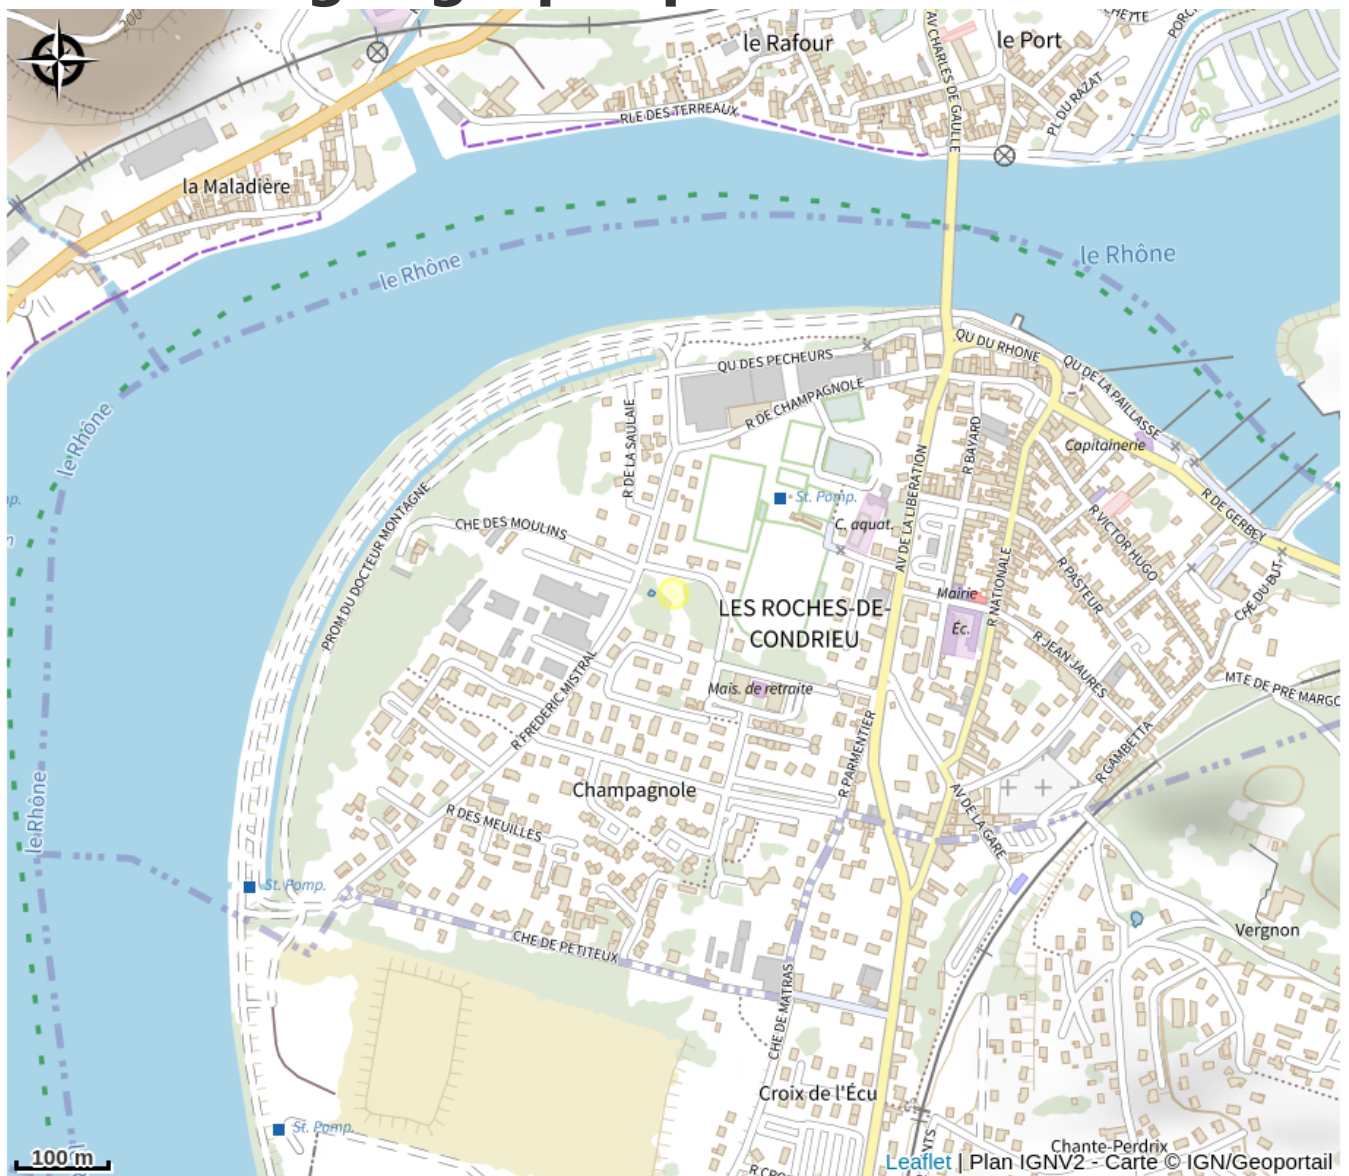 200
AV CHARLES DE GAULLE
le Rafour
le Port
PL DU RAZAT
RLE DES TERREAUX
la Maladière
le Rhône
le Rhône
le Rhône
le Rhône
QU DU RHONE
QU DE LA PAILLASSE
QU DES PECHEURS
R DE CHAMPAGNOLE
R DE LA SAULAIE
R BAYARD
Capitainerie
R DE GERBEY
St. Pomp.
C. aquat.
AV DE LA LIBERATION
R VICTOR HUGO
R PASTEUR
CHE DES MOULINS
PROM DU DOCTEUR MONTAGNE
R NATIONALE
Mairie
Éc.
CHE DU BUT
LES ROCHES-DE-
CONDRIEU
R JEAN JAURES
R FREDERIC MISTRAL
Mais. de retraite
MTE DE PRE MARGO
R PARMENTIER
R GAMBETTA
Champagnole
R DES MEUILLES
AV DE LA GARE
St. Pomp.
CHE DE PETITEUX
Vergnon
CHE DE MATRAS
Croix de l'Écu
St. Pomp.
Chante-Perdrix
100 m
Leaflet | Plan IGNV2 - Carte © IGN/Geoportail